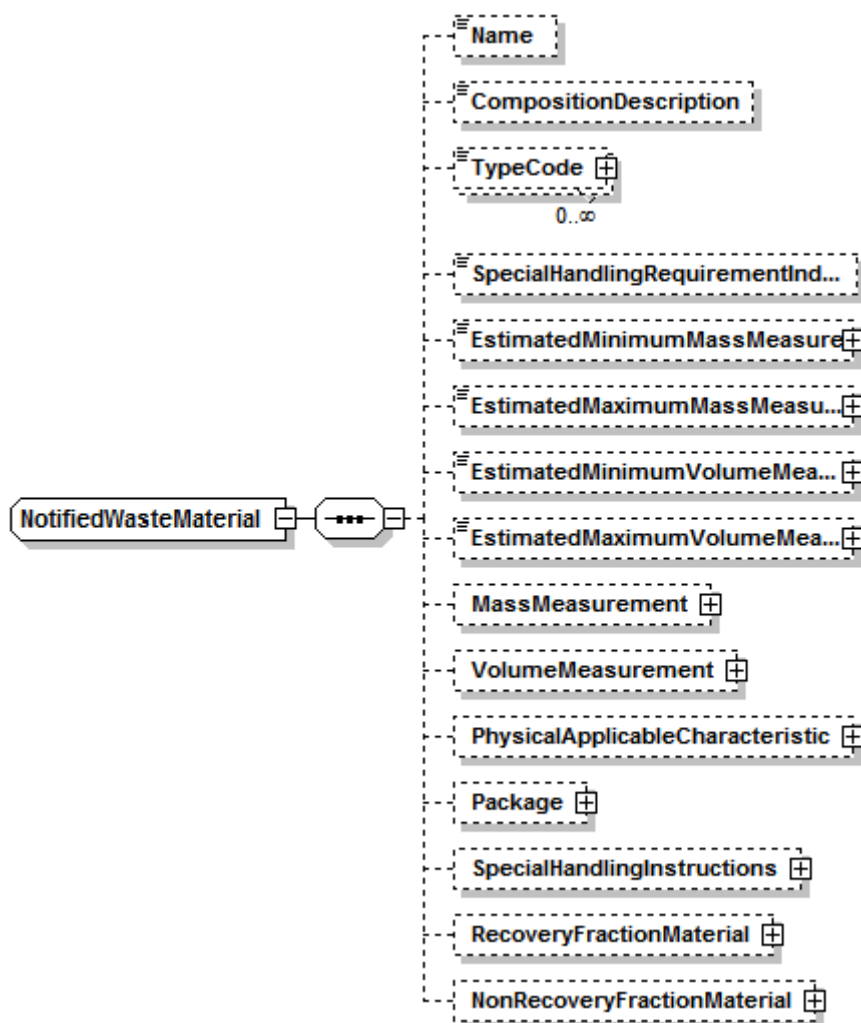 Name
CompositionDescription
TypeCode
0..∞
SpecialHandlingRequirementInd...
EstimatedMinimumMassMeasure
EstimatedMaximumMassMeasu...
EstimatedMinimumVolumeMea...
NotifiedWasteMaterial
EstimatedMaximumVolumeMea...
MassMeasurement
VolumeMeasurement
PhysicalApplicableCharacteristic
Package
SpecialHandlingInstructions
RecoveryFractionMaterial
NonRecoveryFractionMaterial